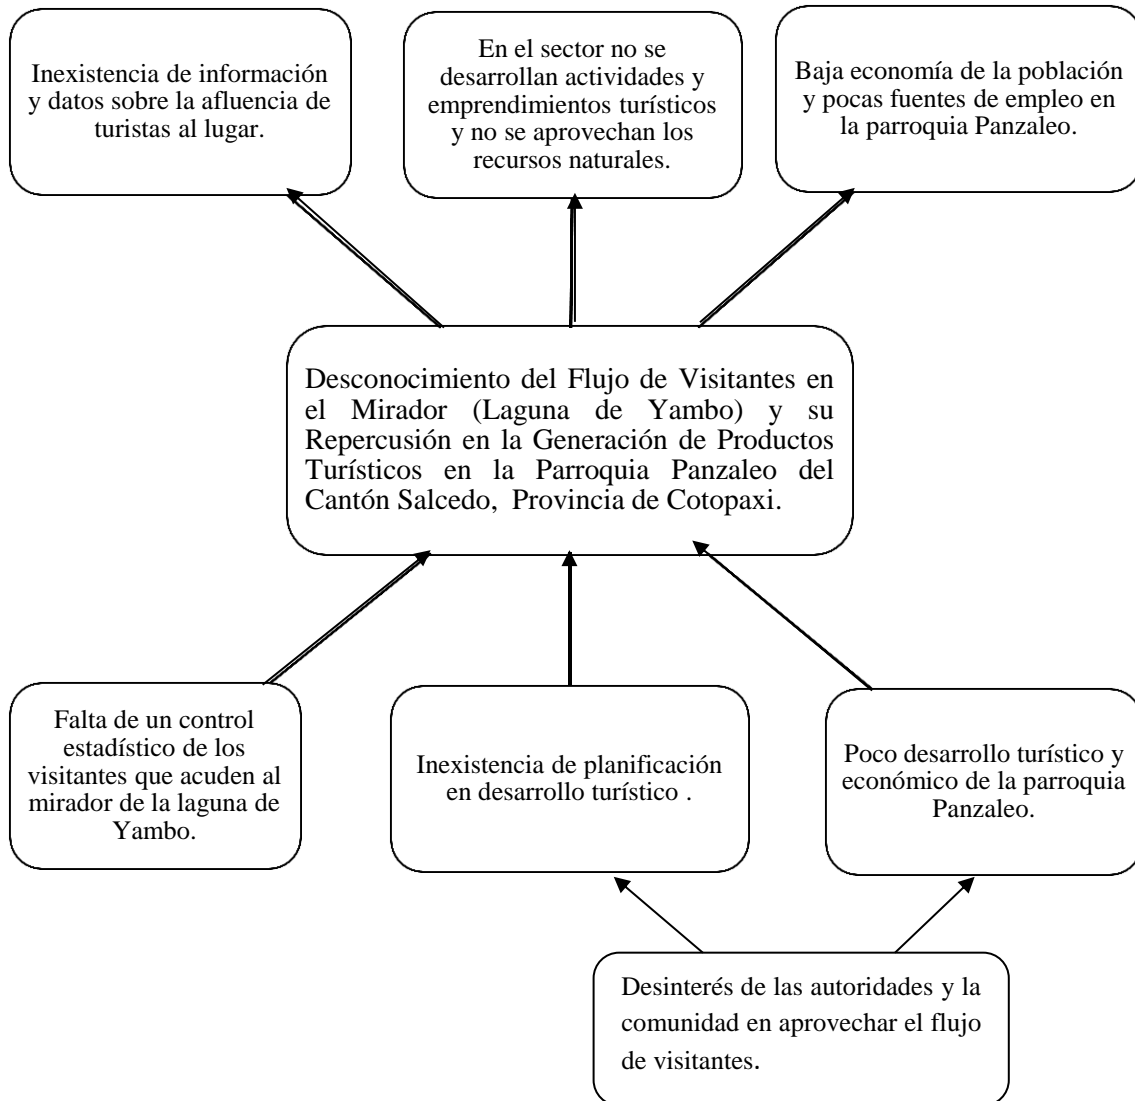 Inexistencia de información
y datos sobre la afluencia de
turistas al lugar.
En el sector no se
desarrollan actividades y
emprendimientos turísticos
y no se aprovechan los
recursos naturales.
Baja economía de la población
y pocas fuentes de empleo en
la parroquia Panzaleo.
Desconocimiento del Flujo de Visitantes en
el Mirador (Laguna de Yambo) y su
Repercusión en la Generación de Productos
Turísticos en la Parroquia Panzaleo del
Cantón Salcedo, Provincia de Cotopaxi.
Falta de un control
estadístico de los
visitantes que acuden al
mirador de la laguna de
Yambo.
Inexistencia de planificación
en desarrollo turístico .
Poco desarrollo turístico y
económico de la parroquia
Panzaleo.
Desinterés de las autoridades y la
comunidad en aprovechar el flujo
de visitantes.